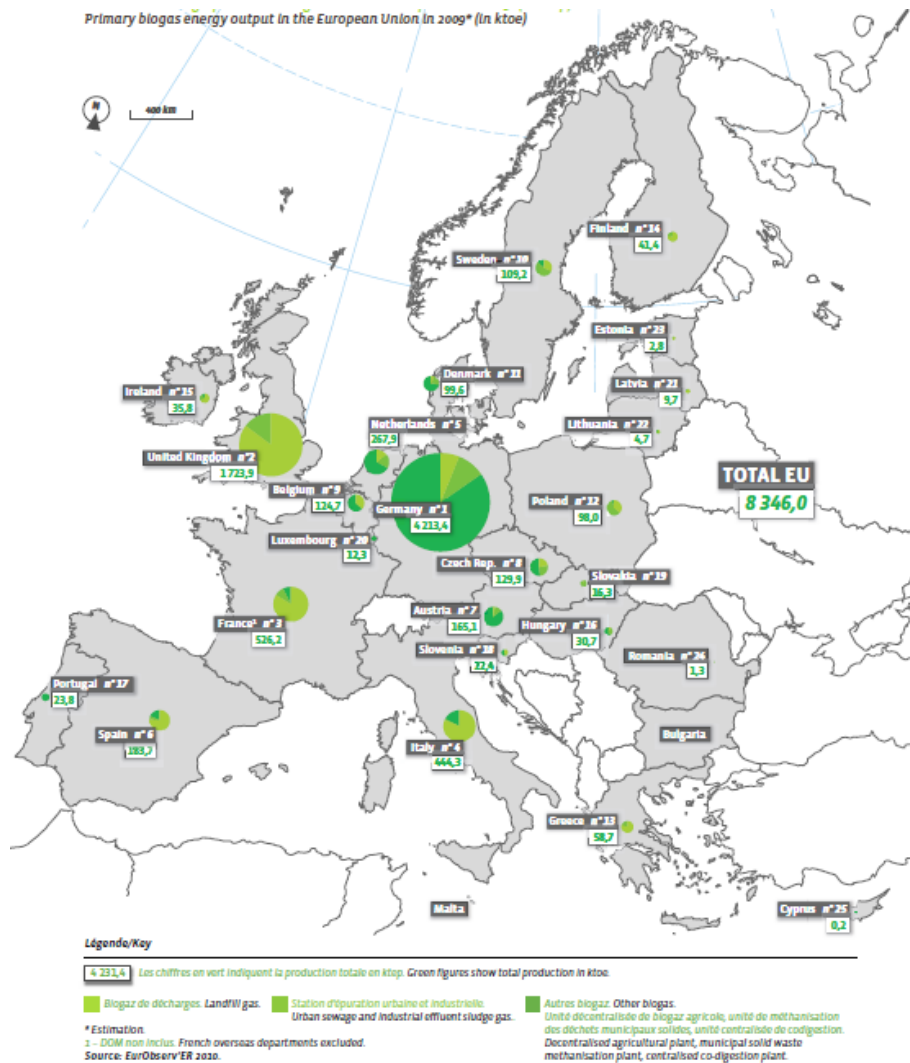 Primary biogas energy output in the European Union in 2009* (in ktoe)
N
400 km
Finland n° 14
41,4
Sweden n° 10
109,2
Estonia n° 23
2,8
Denmark n° 11
99,6
Latvia n° 21
9,7
Ireland n° 15
35,8
Netherlands n° 5
267,9
Lithuania n° 22
4,7
United Kingdom n°2
1 723,9
TOTAL EU
8 346,0
Belgium n° 9
124,7
Germany n° 1
4 213,4
Poland n° 12
98,0
Luxembourg n° 20
12,3
Czech Rep. n° 8
129,9
Slovakia n° 19
16,3
France¹ n° 3
526,2
Austria n° 7
165,1
Hungary n° 16
30,7
Slovenia n° 18
22,4
Romania n° 24
1,3
Portugal n° 17
23,8
Spain n° 6
183,7
Italy n° 4
444,3
Bulgaria
Greece n° 13
58,7
Malta
Cyprus n° 25
0,2
Légende/Key
4 231,4 Les chiffres en vert indiquent la production totale en ktep. Green figures show total production in ktoe.
Biogaz de décharges. Landfill gas.
Station d'épuration urbaine et industrielle.
Urban sewage and industrial effluent sludge gas.
Autres biogaz. Other biogas.
Unité décentralisée de biogaz agricole, unité de méthanisation
des déchets municipaux solides, unité centralisée de codigestion.
Decentralised agricultural plant, municipal solid waste
methanisation plant, centralised co-digestion plant.
* Estimation.
1 – DOM non inclus. French overseas departments excluded.
Source: EurObserv'ER 2010.